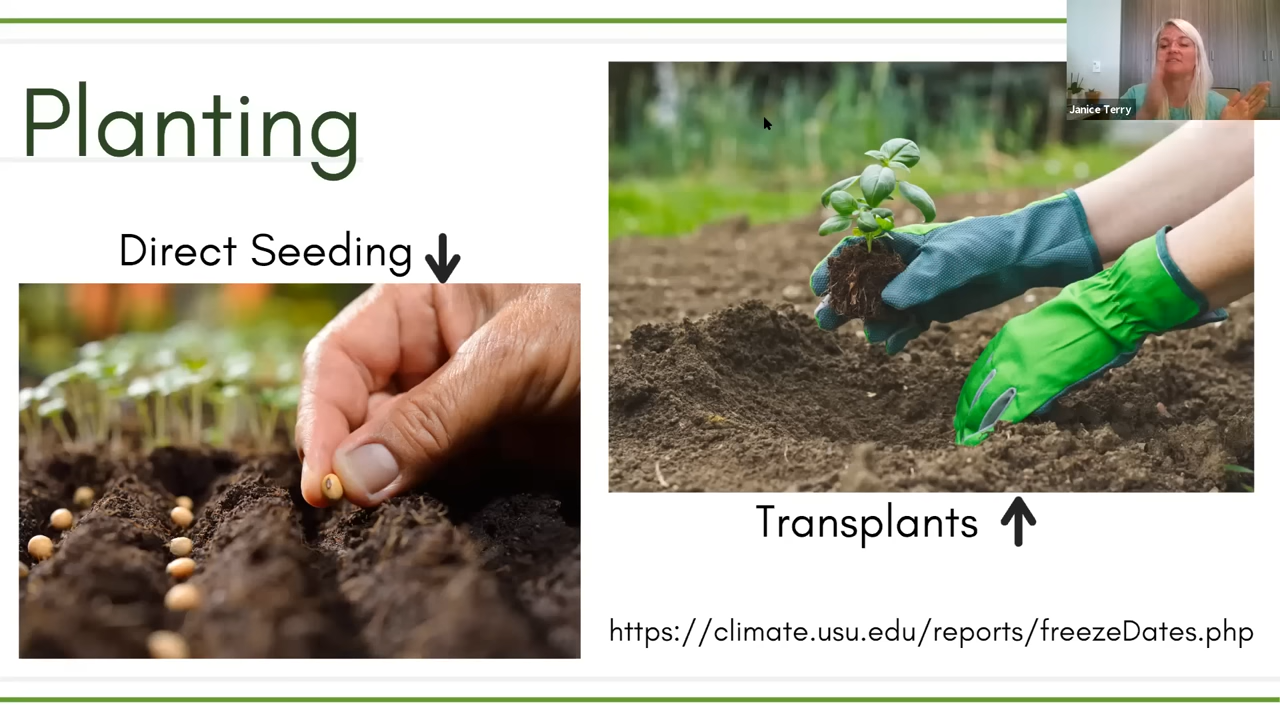 Planting
Direct Seeding
Transplants
https://climate.usu.edu/reports/freezeDates.php
Janice Terry